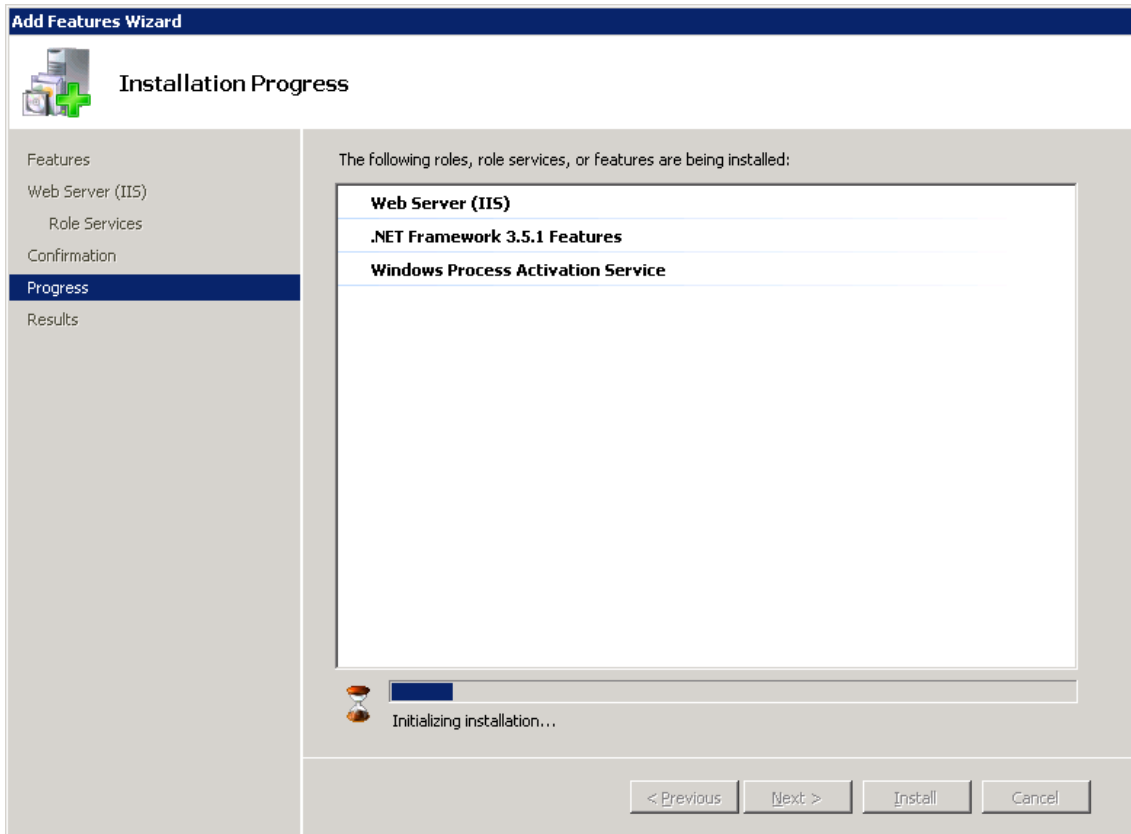 Add Features Wizard
Installation Progress
Features
Web Server (IIS)
Role Services
Confirmation
Progress
Results
The following roles, role services, or features are being installed:
Web Server (IIS)
.NET Framework 3.5.1 Features
Windows Process Activation Service
Initializing installation...
< Previous
Next >
Install
Cancel